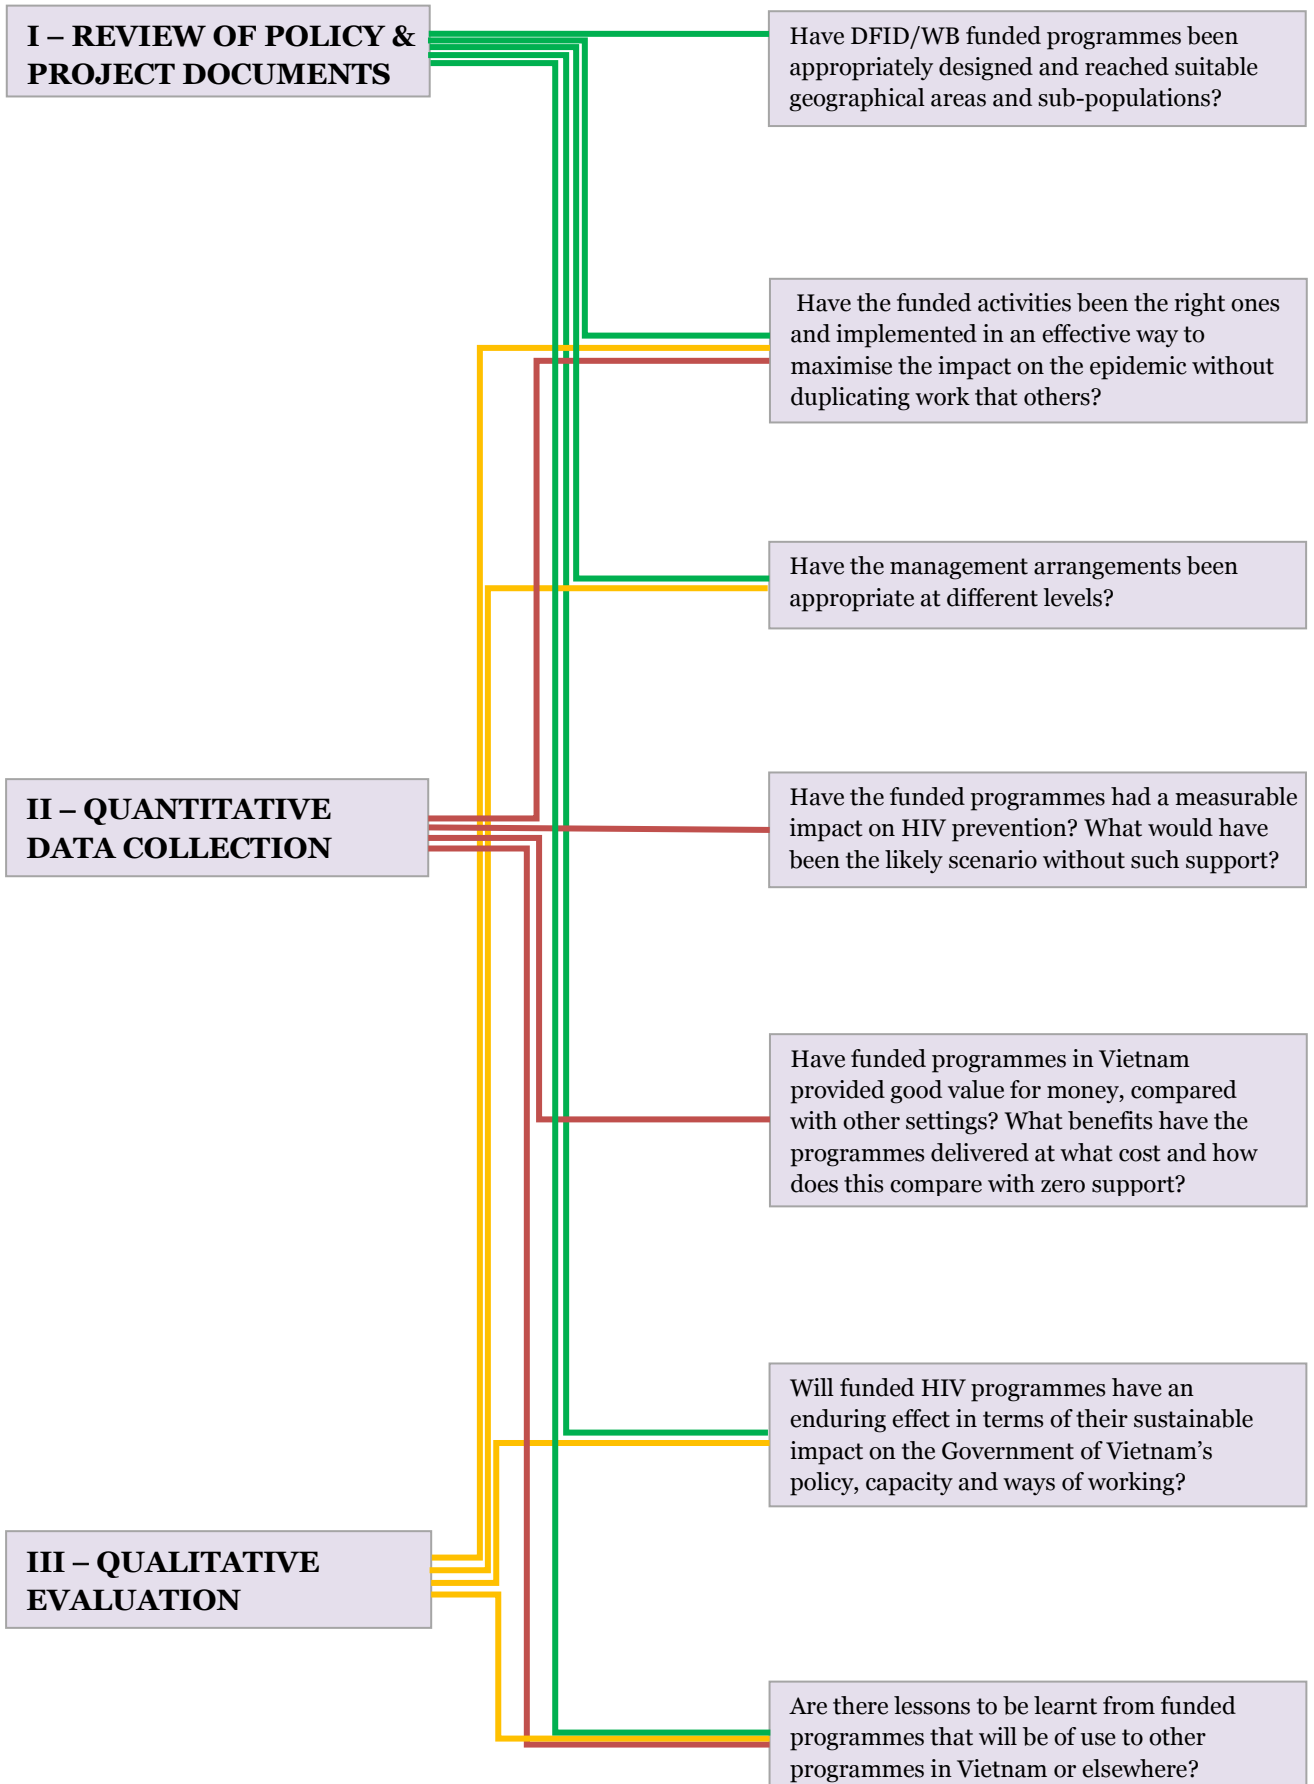 I – REVIEW OF POLICY &
PROJECT DOCUMENTS
Have DFID/WB funded programmes been
appropriately designed and reached suitable
geographical areas and sub-populations?
Have the funded activities been the right ones
and implemented in an effective way to
maximise the impact on the epidemic without
duplicating work that others?
Have the management arrangements been
appropriate at different levels?
II – QUANTITATIVE
DATA COLLECTION
Have the funded programmes had a measurable
impact on HIV prevention? What would have
been the likely scenario without such support?
Have funded programmes in Vietnam
provided good value for money, compared
with other settings? What benefits have the
programmes delivered at what cost and how
does this compare with zero support?
Will funded HIV programmes have an
enduring effect in terms of their sustainable
impact on the Government of Vietnam’s
policy, capacity and ways of working?
III – QUALITATIVE
EVALUATION
Are there lessons to be learnt from funded
programmes that will be of use to other
programmes in Vietnam or elsewhere?